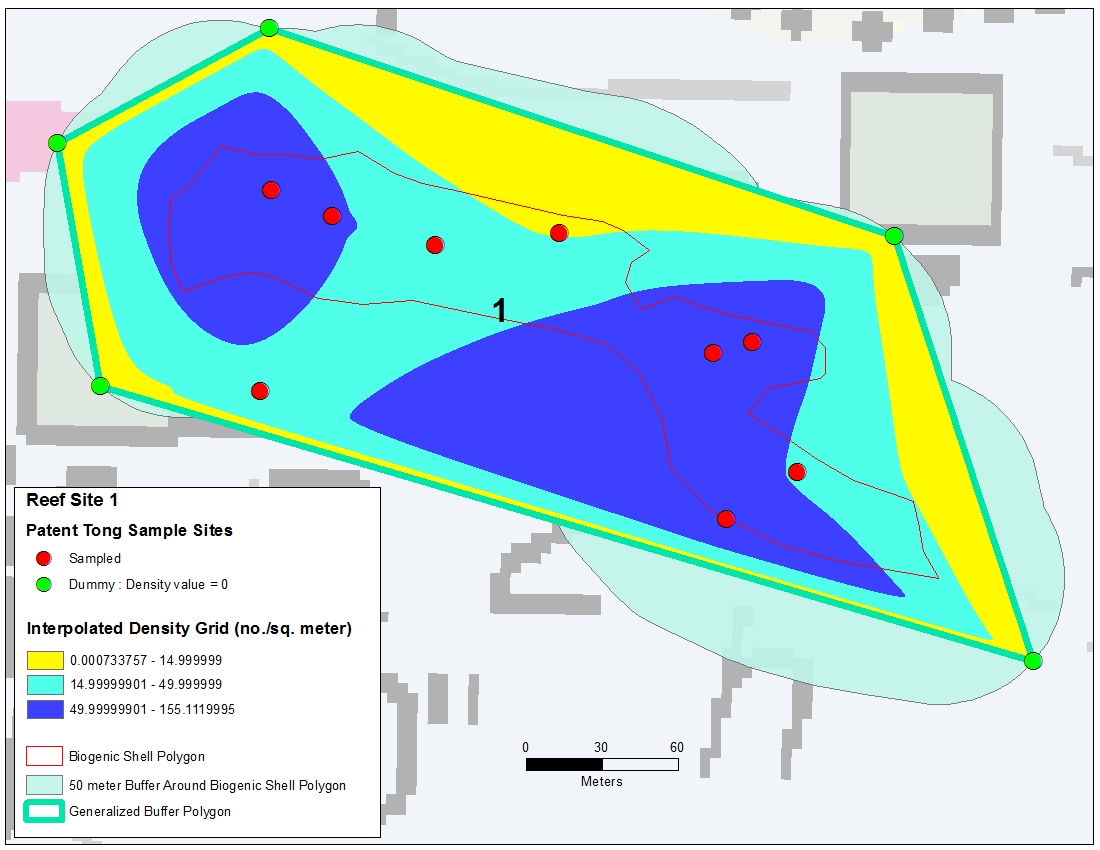 1
Reef Site 1
Patent Tong Sample Sites
Sampled
Dummy : Density value = 0
Interpolated Density Grid (no./sq. meter)
0.000733757 - 14.999999
14.99999901 - 49.999999
49.99999901 - 155.1119995
Biogenic Shell Polygon
50 meter Buffer Around Biogenic Shell Polygon
Generalized Buffer Polygon
0 30 60
Meters